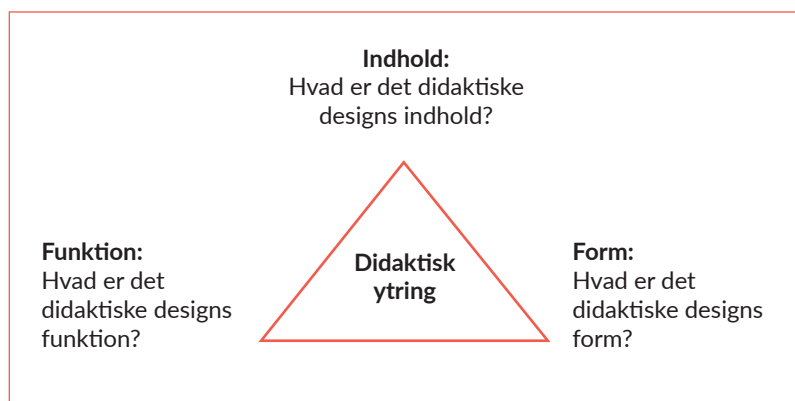 Indhold:
Hvad er det didaktiske
designs indhold?
Funktion:
Hvad er det
didaktiske designs
funktion?
Didaktisk
ytring
Form:
Hvad er det
didaktiske designs
form?